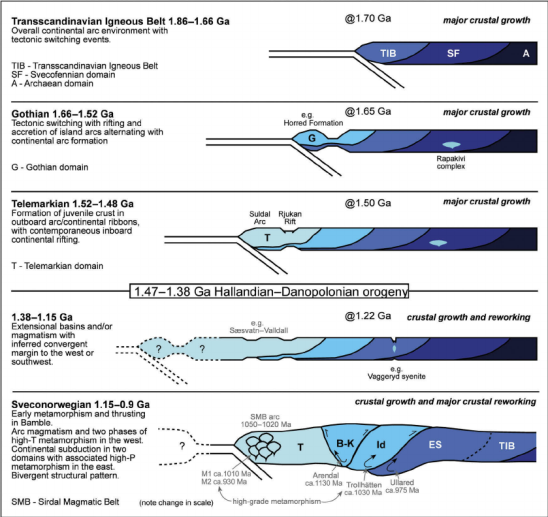 Transscandinavian Igneous Belt 1.86–1.66 Ga
Overall continental arc environment with
tectonic switching events.
TIB - Transscandinavian Igneous Belt
SF - Svecofennian domain
A - Archaean domain
@1.70 Ga
major crustal growth
TIB
SF
A
Gothian 1.66–1.52 Ga
Tectonic switching with rifting and
accretion of island arcs alternating with
continental arc formation
G - Gothian domain
@1.65 Ga
major crustal growth
e.g.
Horred Formation
G
Rapakivi
complex
Telemarkian 1.52–1.48 Ga
Formation of juvenile crust in
outboard arc/continental ribbons,
with contemporaneous inboard
continental rifting.
T - Telemarkian domain
@1.50 Ga
major crustal growth
Suldal
Arc
Rjukan
Rift
T
1.47–1.38 Ga Hallandian–Danopolonian orogeny
1.38–1.15 Ga
Extensional basins and/or
magmatism with
inferred convergent
margin to the west or
southwest.
@1.22 Ga
crustal growth and reworking
e.g.
Sæsvatn–Valldall
?
?
e.g.
Vaggeryd syenite
Sveconorwegian 1.15–0.9 Ga
Early metamorphism and thrusting
in Bamble.
Arc magmatism and two phases of
high-T metamorphism in the west.
Continental subduction in two
domains with associated high-P
metamorphism in the east.
Bivergent structural pattern.
SMB - Sirdal Magmatic Belt
crustal growth and major crustal reworking
SMB arc
1050–1020 Ma
?
T
B-K
Id
ES
TIB
M1 ca.1010 Ma
M2 ca.930 Ma
Arendal
ca.1130 Ma
Trollhätten
ca.1030 Ma
Ullared
ca.975 Ma
(note change in scale)
high-grade metamorphism